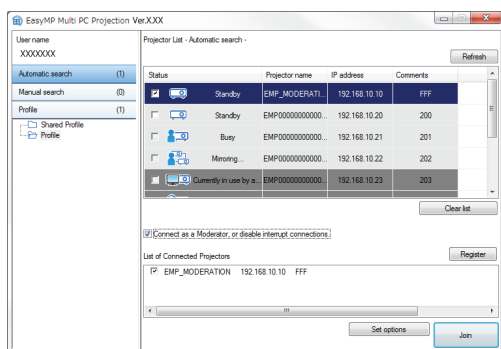 EasyMP Multi PC Projection Ver.X.XX
User name
XXXXXXX
Automatic search (1)
Manual search (0)
Profile (1)
Shared Profile
Profile
Projector List - Automatic search -
Refresh
Status Projector name IP address Comments
Standby EMP_MODERATI... 192.168.10.10 FFF
Standby EMP00000000000... 192.168.10.20 200
Busy EMP00000000000... 192.168.10.21 201
Mirroring... EMP00000000000... 192.168.10.22 202
Currently in use by a... EMP00000000000... 192.168.10.23 203
Clear list
Connect as a Moderator, or disable interrupt connections.
List of Connected Projectors
Register
EMP_MODERATION 192.168.10.10 FFF
Set options
Join